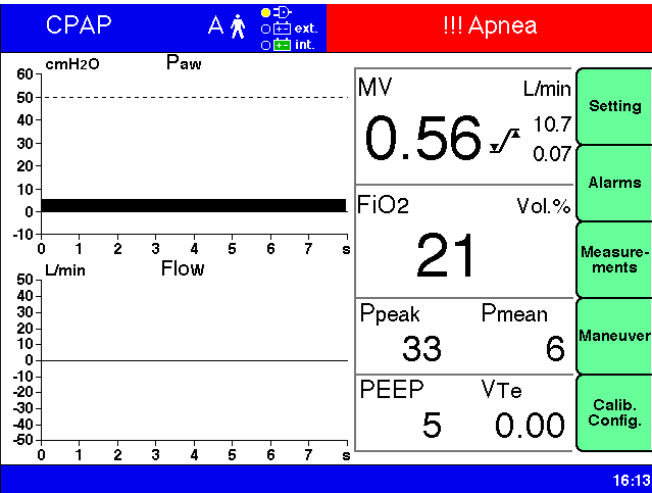 CPAP
A
ext.
int.
!!! Apnea
cmH2O
Paw
60
50
40
30
20
10
0
-10
0 1 2 3 4 5 6 7 s
L/min
Flow
50
40
30
20
10
0
-10
-20
-30
-40
-50
0 1 2 3 4 5 6 7 s
MV L/min
0.56
10.7
0.07
FiO2 Vol.%
21
Ppeak Pmean
33 6
PEEP VTe
5 0.00
Setting
Alarms
Measure-
ments
Maneuver
Calib.
Config.
16:13